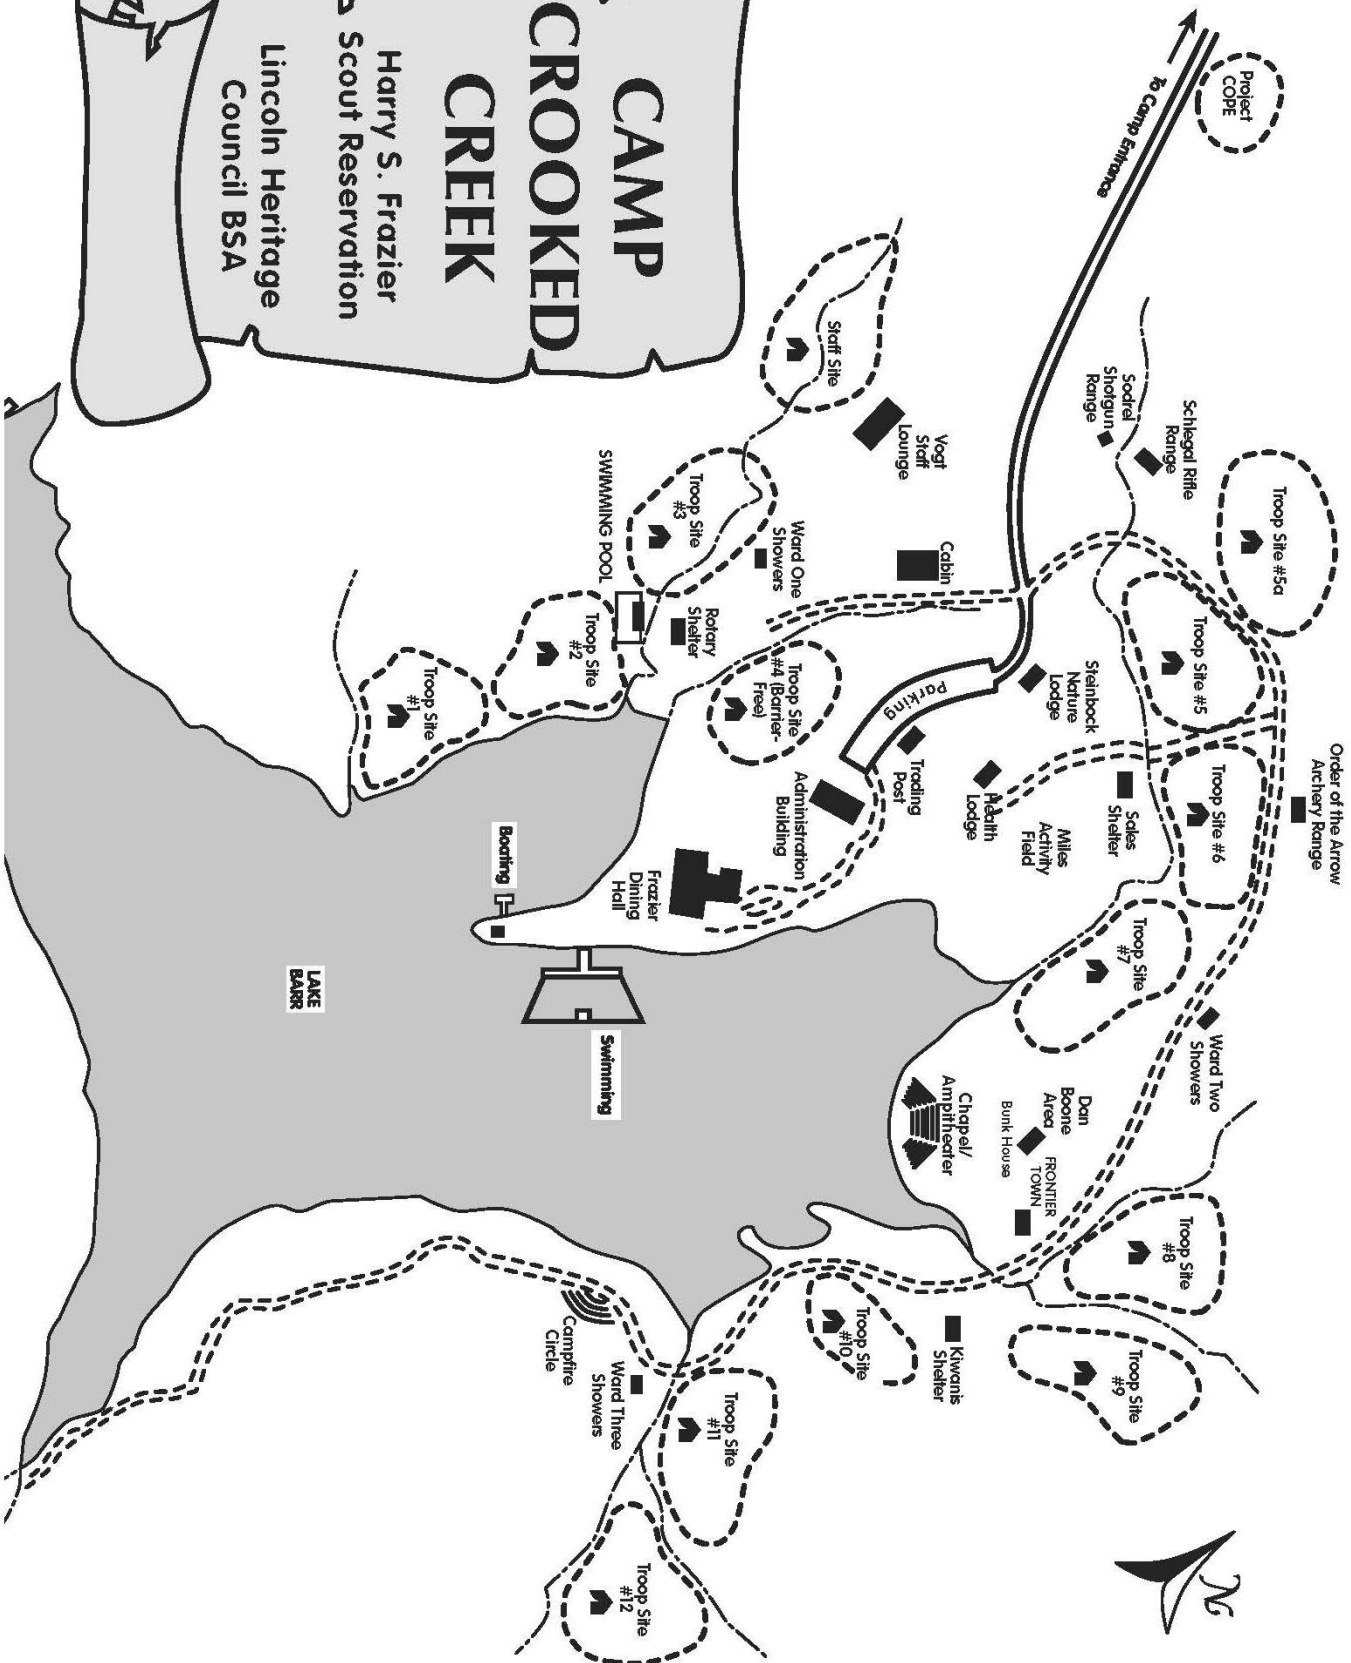 CAMP
CROOKED
CREEK
Harry S. Frazier
Scout Reservation
Lincoln Heritage
Council BSA
To Camp Entrance
Project
COPE
Staff Site
Vogt
Staff
Lounge
Sodrel
Shotgun
Range
Schlegal Rifle
Range
Troop Site #5a
Troop Site
#3
SWIMMING POOL
Ward One
Showers
Cabin
Rotary
Shelter
Troop Site
#2
Troop Site
#1
Troop Site
#4 (Barrier-
Free)
Parking
Steinbock
Nature
Lodge
Troop Site #5
Order of the Arrow
Archery Range
Trading
Post
Health
Lodge
Sales
Shelter
Troop Site #6
Miles
Activity
Field
Administration
Building
Frazier
Dining
Hall
Boating
Swimming
LAKE
BARR
Troop Site
#7
Ward Two
Showers
Chapel/
Ampitheater
Dan
Boone
Area
Bunk House
FRONTIER
TOWN
Troop Site
#8
Troop Site
#9
Kiwanis
Shelter
Troop Site
#10
Campfire
Circle
Ward Three
Showers
Troop Site
#11
Troop Site
#12
N